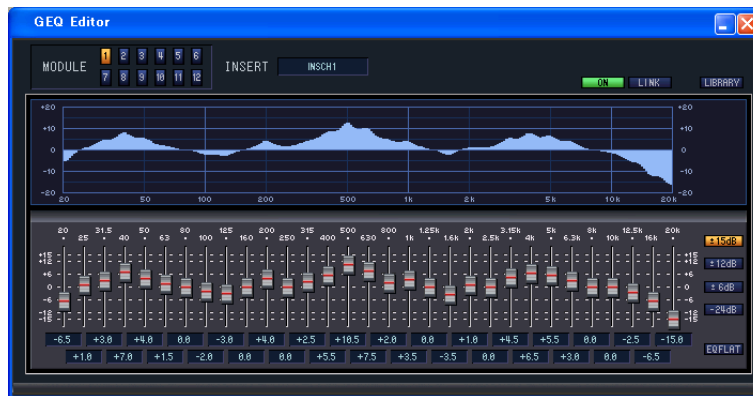 GEQ Editor
MODULE 1 2 3 4 5 6 INSERT INSCH1
7 8 9 10 11 12
ON LINK LIBRARY
+20 +20
+10 +10
0 0
-10 -10
-20 -20
20 50 100 200 500 1k 2k 5k 10k 20k
20 31.5 50 80 125 200 315 500 800 1.25k 2k 3.15k 5k 8k 12.5k 20k
25 40 63 100 160 250 400 630 1k 1.6k 2.5k 4k 6.3k 10k 16k
±15dB
±12dB
± 6dB
-24dB
+6 +6
0 0
-6 -6
-6.5 +3.0 +4.0 0.0 -3.0 +4.0 +2.5 +10.5 +2.0 0.0 +1.0 +4.5 +5.5 0.0 -2.5 -15.0
+1.0 +7.0 +1.5 -2.0 0.0 0.0 +5.5 +7.5 +3.5 -3.5 0.0 +6.5 +3.0 0.0 -6.5
EQFLAT